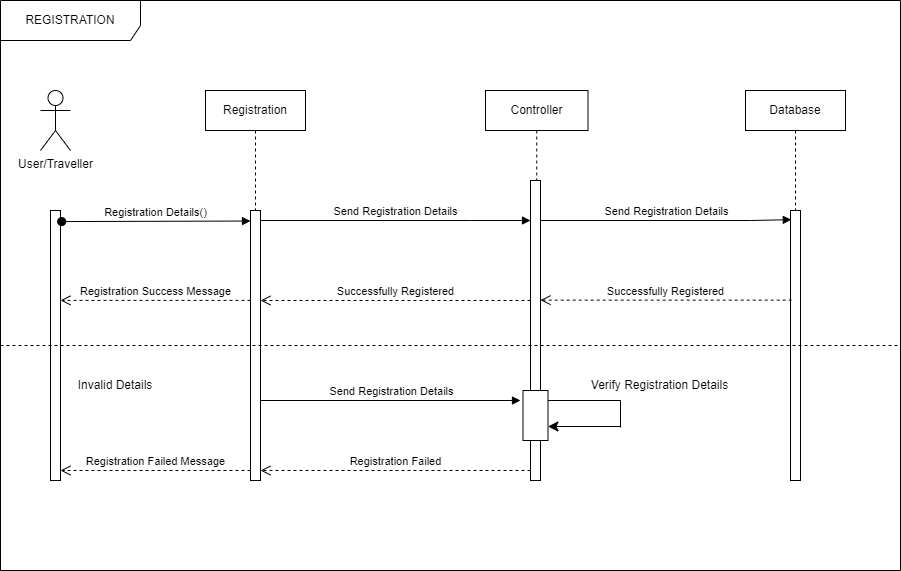 REGISTRATION
Registration
Controller
Database
User/Traveller
Registration Details()
Send Registration Details
Send Registration Details
Registration Success Message
Successfully Registered
Successfully Registered
Invalid Details
Send Registration Details
Verify Registration Details
Registration Failed Message
Registration Failed